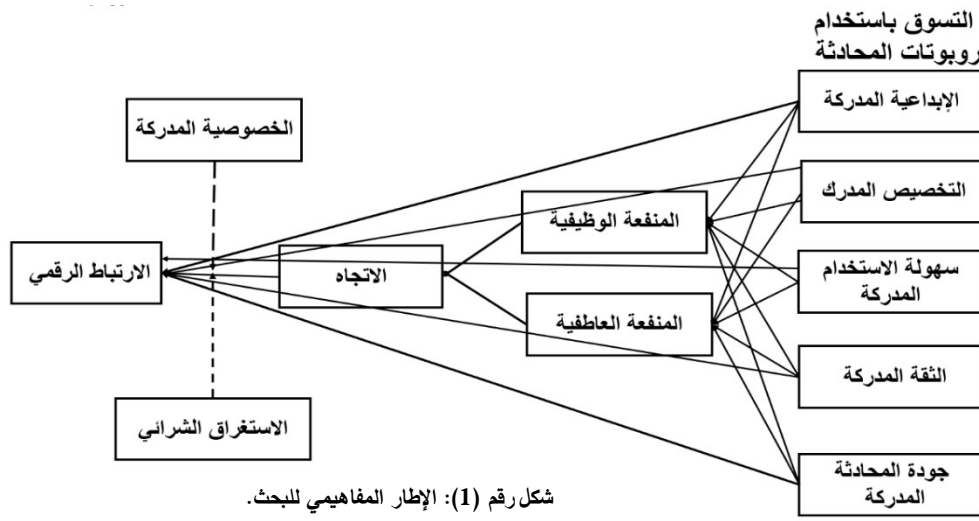 التسوق باستخدام
روبوتات المحادثة
الإبداعية المدركة
الخصوصية المدركة
التخصيص المدرك
المنفعة الوظيفية
سهولة الاستخدام
المدركة
الاتجاه
الارتباط الرقمي
المنفعة العاطفية
الثقة المدركة
الاستغراق الشرائي
جودة المحادثة
المدركة
شكل رقم (1): الإطار المفاهيمي للبحث.